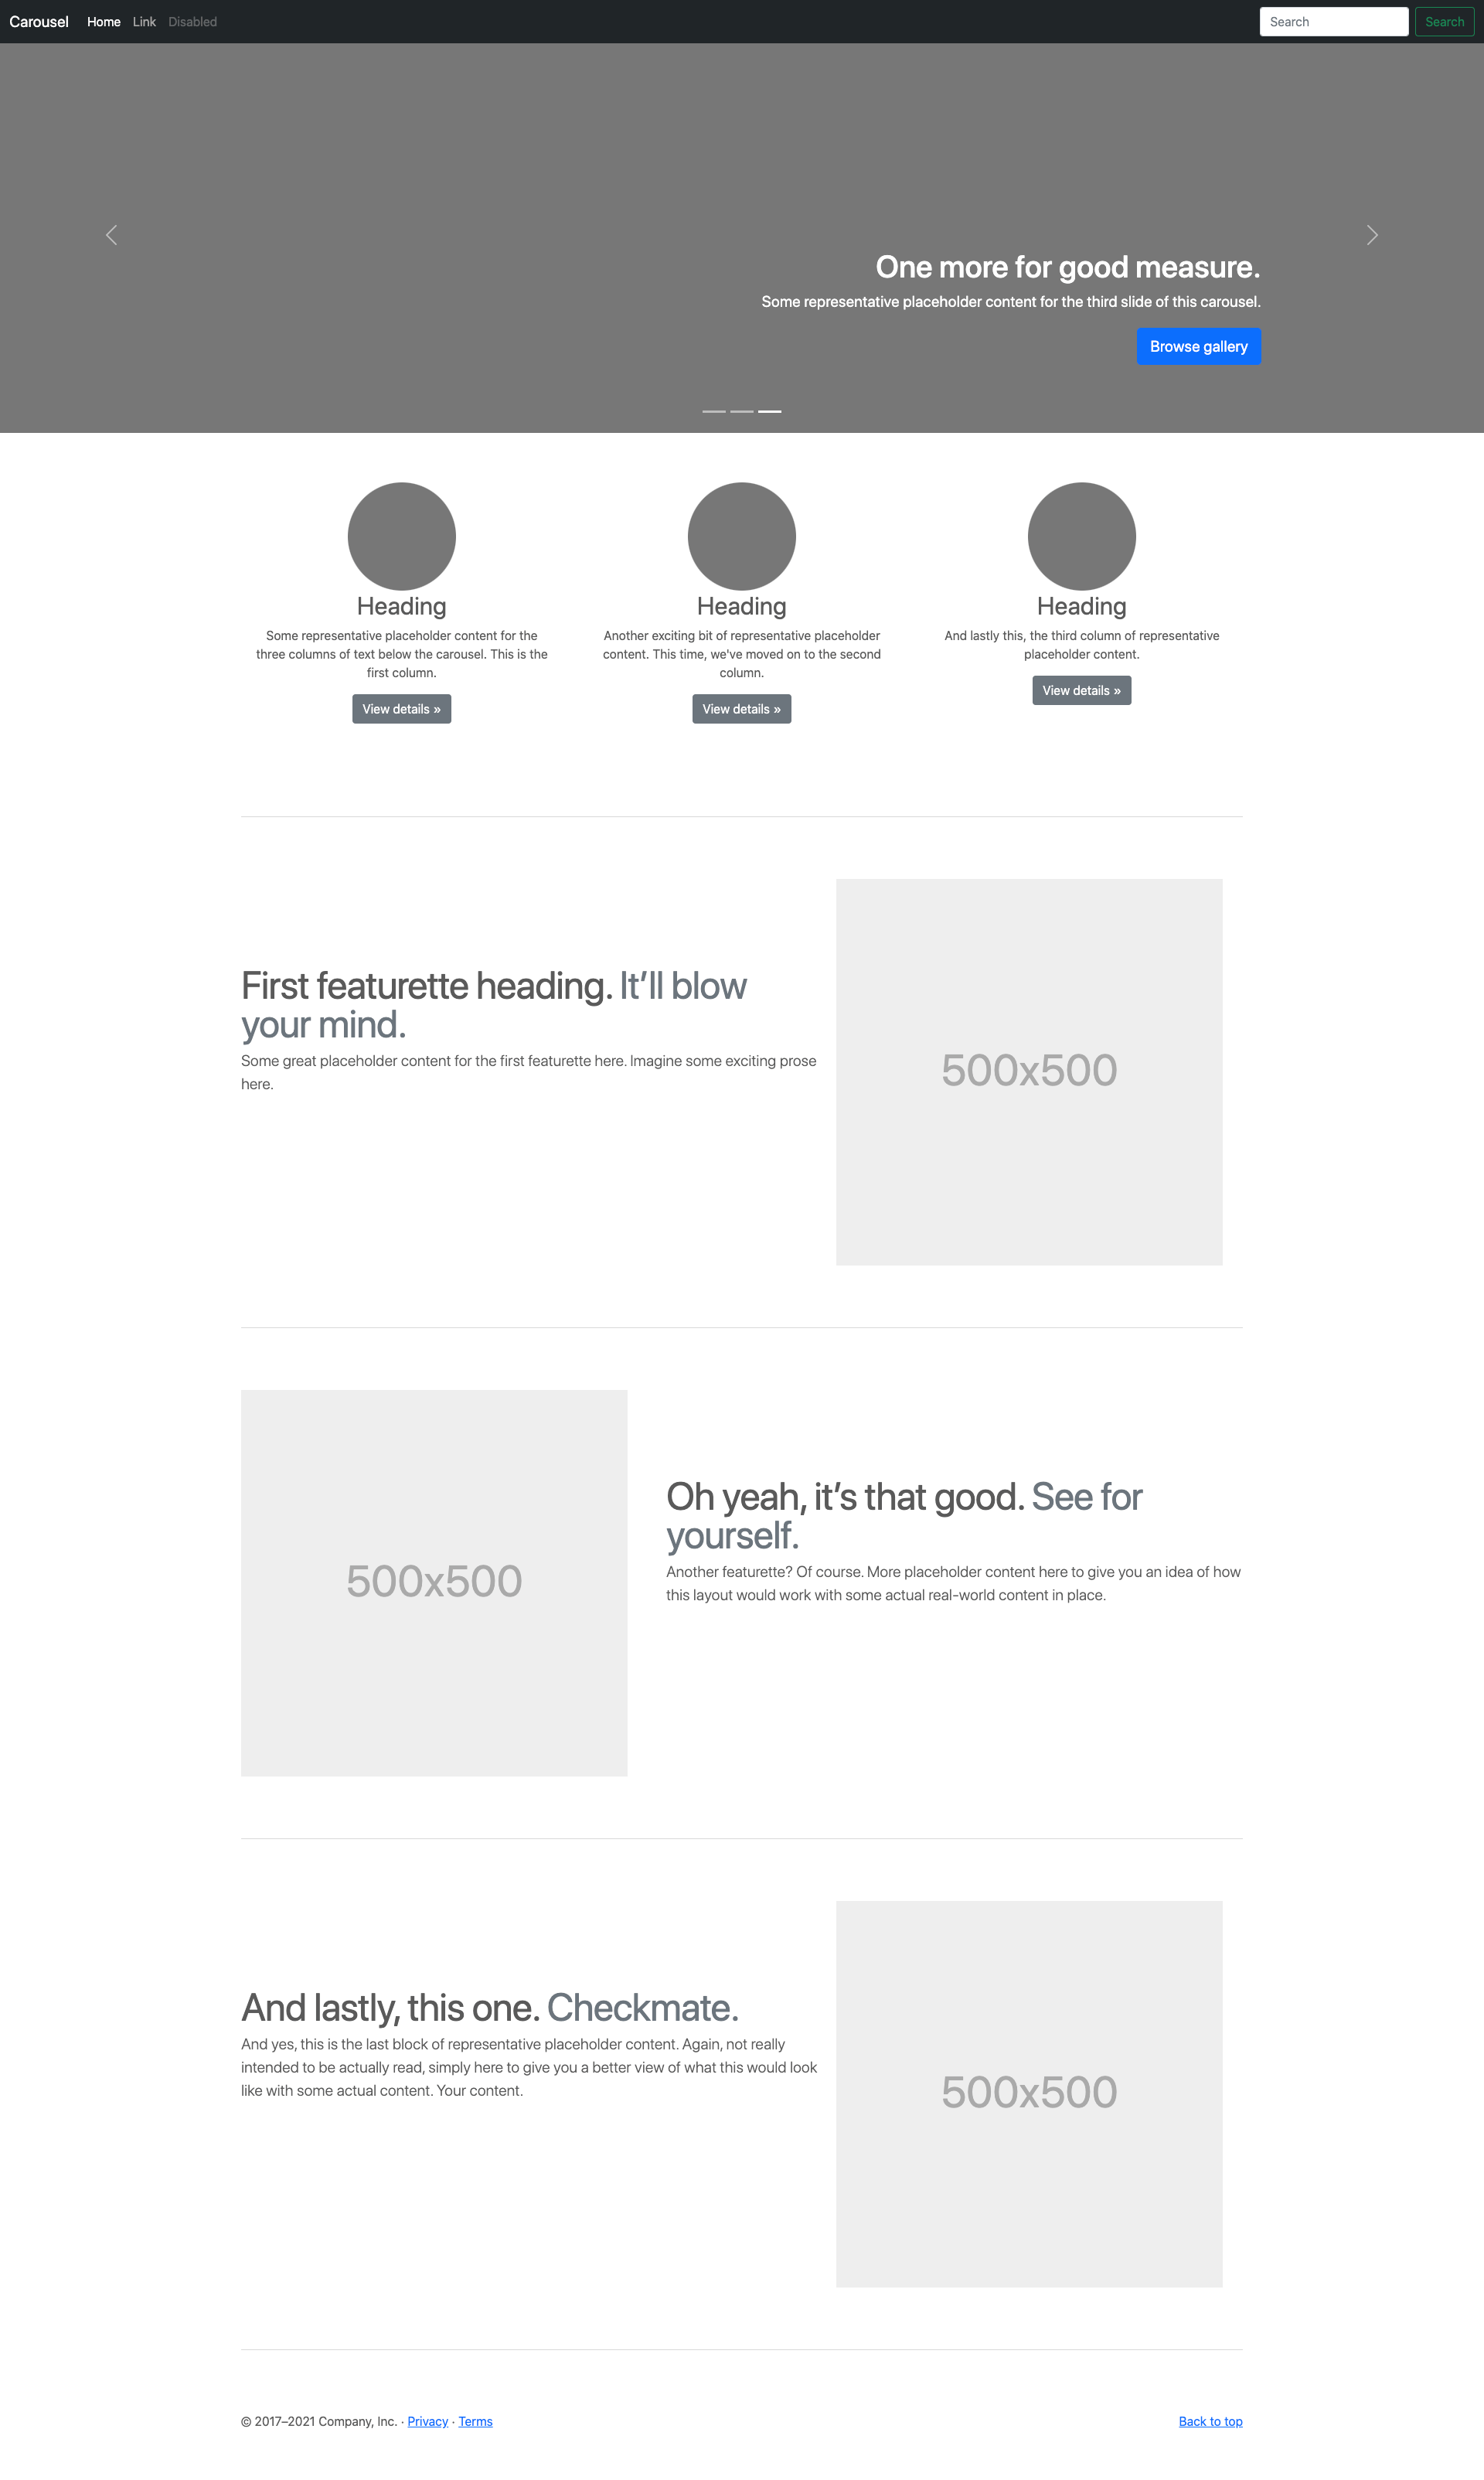 Carousel Home Link Disabled Search Search
One more for good measure.
Some representative placeholder content for the third slide of this carousel.
Browse gallery
Heading
Some representative placeholder content for the
three columns of text below the carousel. This is the
first column.
View details »
Heading
Another exciting bit of representative placeholder
content. This time, we've moved on to the second
column.
View details »
Heading
And lastly this, the third column of representative
placeholder content.
View details »
First featurette heading. It’ll blow
your mind.
Some great placeholder content for the first featurette here. Imagine some exciting prose
here.
500x500
500x500
Oh yeah, it’s that good. See for
yourself.
Another featurette? Of course. More placeholder content here to give you an idea of how
this layout would work with some actual real-world content in place.
And lastly, this one. Checkmate.
And yes, this is the last block of representative placeholder content. Again, not really
intended to be actually read, simply here to give you a better view of what this would look
like with some actual content. Your content.
500x500
© 2017–2021 Company, Inc. · Privacy · Terms
Back to top